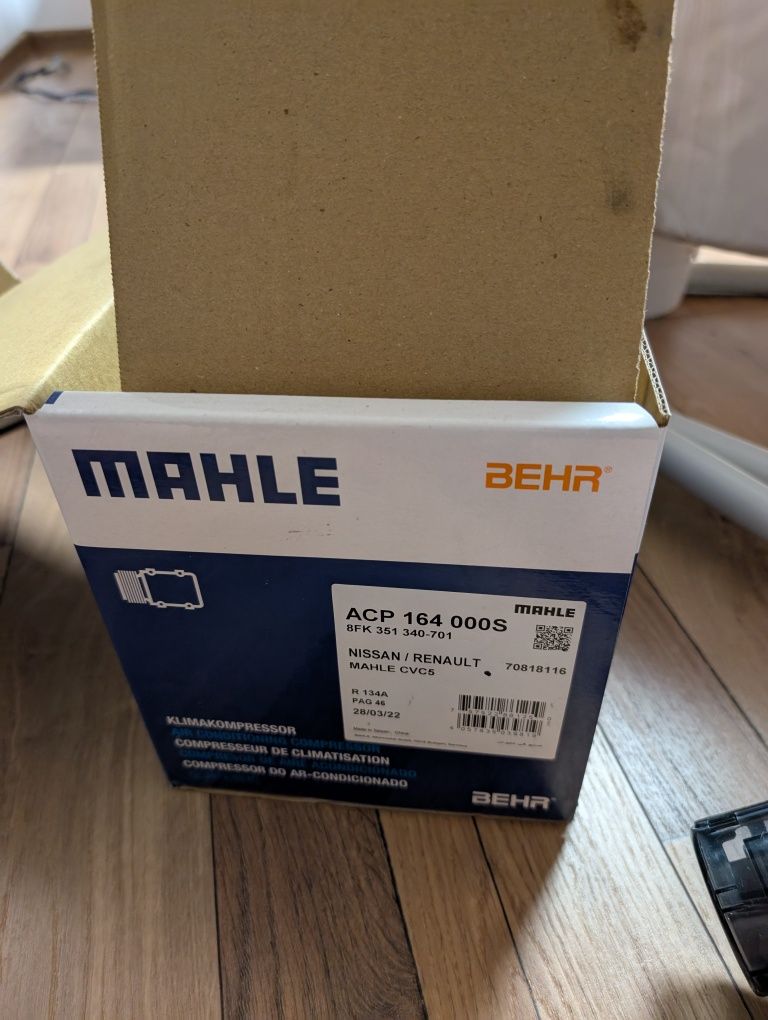 MAHLE
BEHR®
ACP 164 000S
MAHLE
8FK 351 340-701
NISSAN / RENAULT
70818116
MAHLE CVC5
R 134A
PAG 46
28/03/22
KLIMAKOMPRESSOR
AIR CONDITIONING COMPRESSOR
COMPRESSEUR DE CLIMATISATION
COMPRESOR DE AIRE ACONDICIONADO
COMPRESSOR DO AR-CONDICIONADO
BEHR®